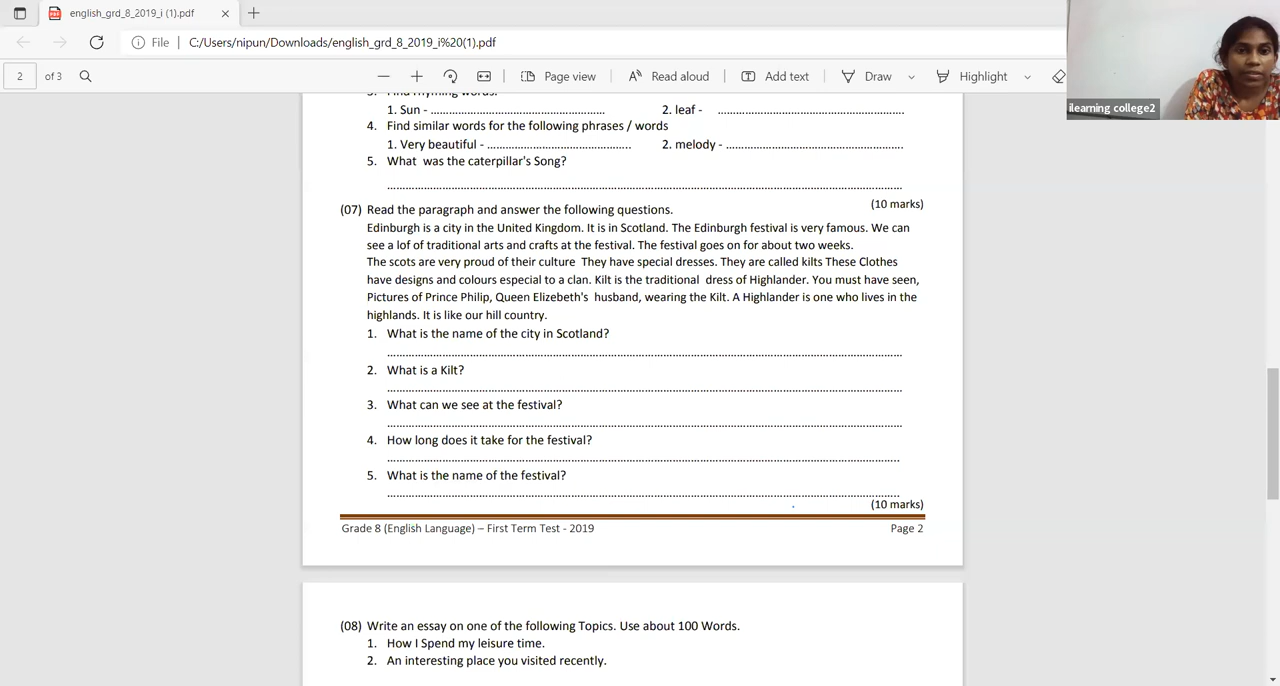 english_grd_8_2019_i (1).pdf
File
C:/Users/nipun/Downloads/english_grd_8_2019_i%20(1).pdf
2 of 3
Page view
Read aloud
Add text
Draw
Highlight
ilearning college2
3. Find rhyming words.
1. Sun - ........................................................ 2. leaf - ............................................................
4. Find similar words for the following phrases / words
1. Very beautiful - .............................................. 2. melody - .........................................................
5. What was the caterpillar's Song?
(10 marks)
(07) Read the paragraph and answer the following questions.
Edinburgh is a city in the United Kingdom. It is in Scotland. The Edinburgh festival is very famous. We can
see a lof of traditional arts and crafts at the festival. The festival goes on for about two weeks.
The scots are very proud of their culture They have special dresses. They are called kilts These Clothes
have designs and colours especial to a clan. Kilt is the traditional dress of Highlander. You must have seen,
Pictures of Prince Philip, Queen Elizebeth's husband, wearing the Kilt. A Highlander is one who lives in the
highlands. It is like our hill country.
1. What is the name of the city in Scotland?
2. What is a Kilt?
3. What can we see at the festival?
4. How long does it take for the festival?
5. What is the name of the festival?
(10 marks)
Grade 8 (English Language) – First Term Test - 2019 Page 2
(08) Write an essay on one of the following Topics. Use about 100 Words.
1. How I Spend my leisure time.
2. An interesting place you visited recently.